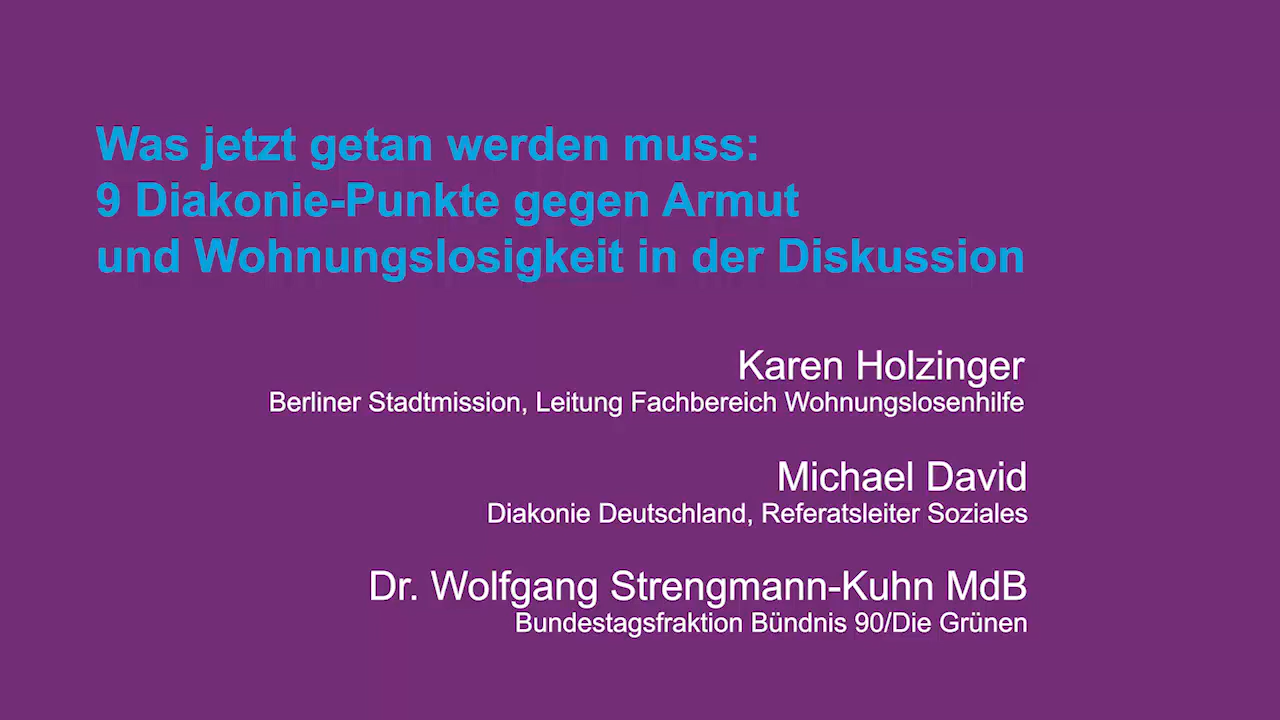 Was jetzt getan werden muss:
9 Diakonie-Punkte gegen Armut
und Wohnungslosigkeit in der Diskussion
Karen Holzinger
Berliner Stadtmission, Leitung Fachbereich Wohnungslosenhilfe
Michael David
Diakonie Deutschland, Referatsleiter Soziales
Dr. Wolfgang Strengmann-Kuhn MdB
Bundestagsfraktion Bündnis 90/Die Grünen